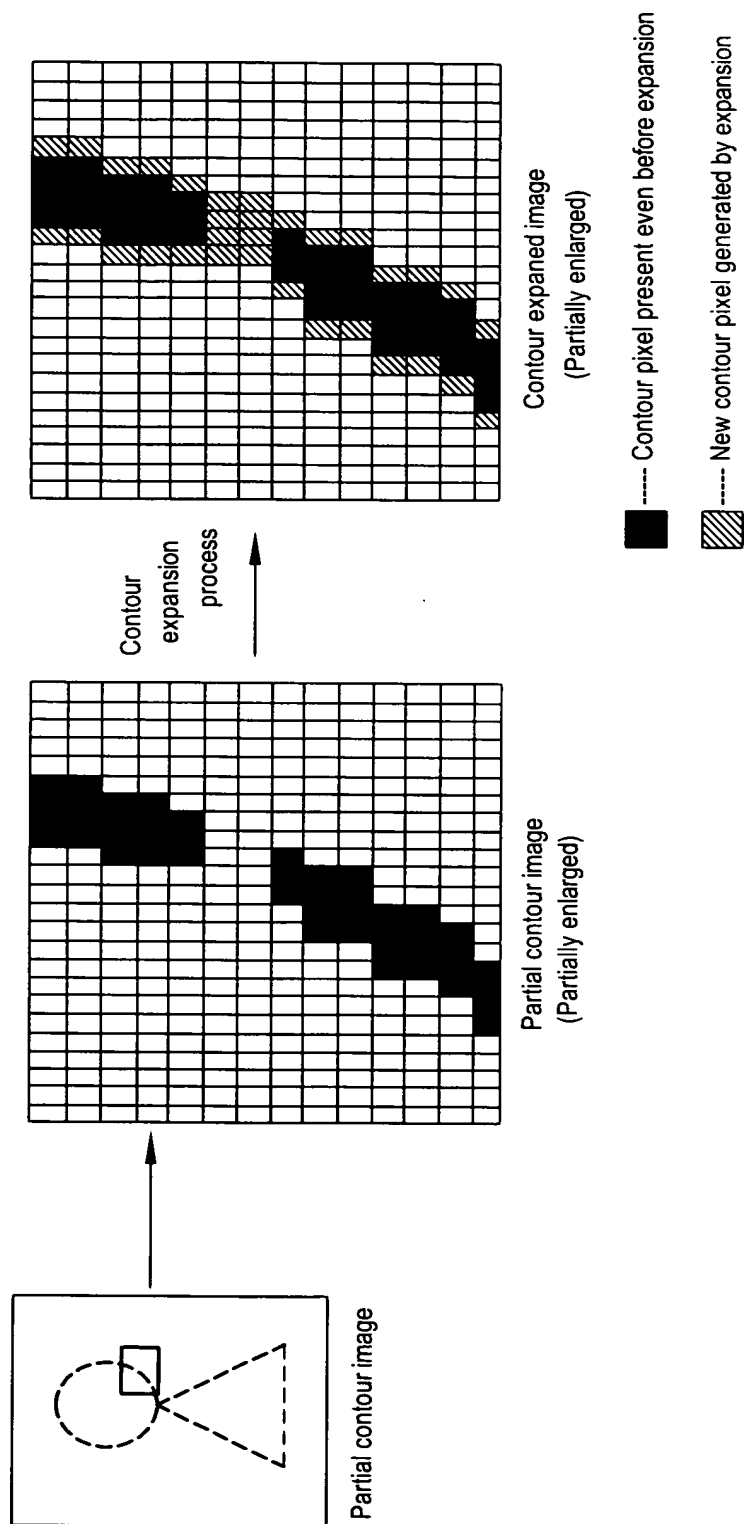 Partial contour image
Partial contour image
(Partially enlarged)
Contour
expansion
process
Contour expaned image
(Partially enlarged)
Contour pixel present even before expansion
New contour pixel generated by expansion